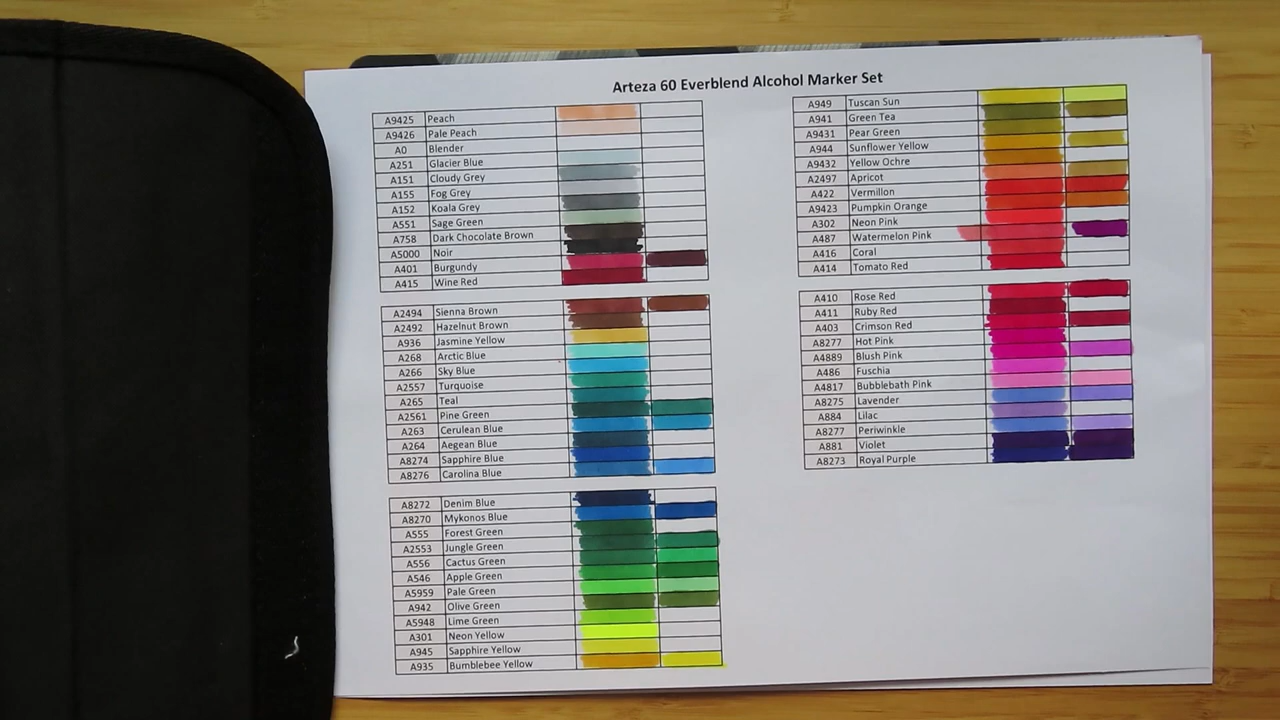 Arteza 60 Everblend Alcohol Marker Set
A9425 Peach
A9426 Pale Peach
A0 Blender
A251 Glacier Blue
A151 Cloudy Grey
A155 Fog Grey
A152 Koala Grey
A551 Sage Green
A758 Dark Chocolate Brown
A5000 Noir
A401 Burgundy
A415 Wine Red
A2494 Sienna Brown
A2492 Hazelnut Brown
A936 Jasmine Yellow
A268 Arctic Blue
A266 Sky Blue
A2557 Turquoise
A265 Teal
A2561 Pine Green
A263 Cerulean Blue
A264 Aegean Blue
A8274 Sapphire Blue
A8276 Carolina Blue
A8272 Denim Blue
A8270 Mykonos Blue
A555 Forest Green
A2553 Jungle Green
A556 Cactus Green
A546 Apple Green
A5959 Pale Green
A942 Olive Green
A5948 Lime Green
A301 Neon Yellow
A945 Sapphire Yellow
A935 Bumblebee Yellow
A949 Tuscan Sun
A941 Green Tea
A9431 Pear Green
A944 Sunflower Yellow
A9432 Yellow Ochre
A2497 Apricot
A422 Vermillon
A9423 Pumpkin Orange
A302 Neon Pink
A487 Watermelon Pink
A416 Coral
A414 Tomato Red
A410 Rose Red
A411 Ruby Red
A403 Crimson Red
A8277 Hot Pink
A4889 Blush Pink
A486 Fuschia
A4817 Bubblebath Pink
A8275 Lavender
A884 Lilac
A8277 Periwinkle
A881 Violet
A8273 Royal Purple